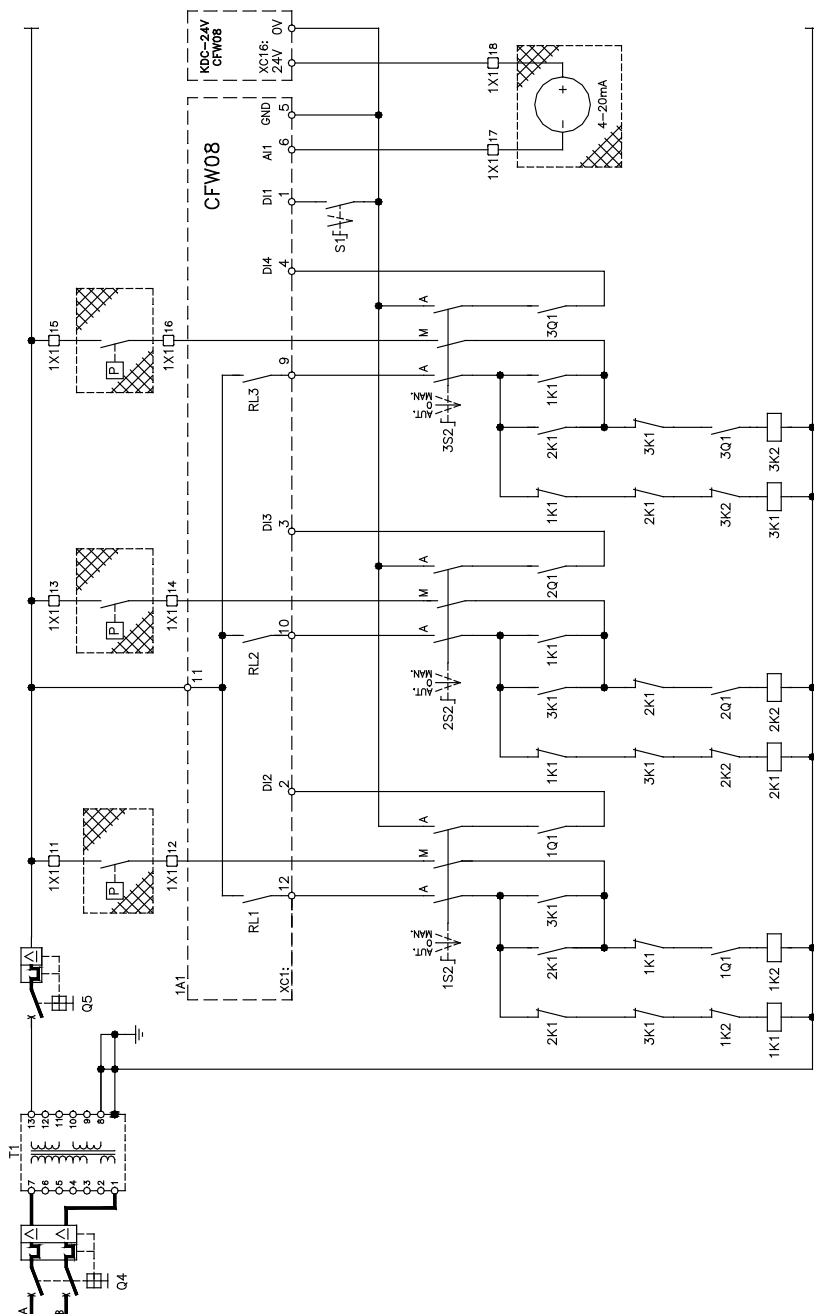 A
B
Q4
T1
7
6
5
4
3
2
1
13
12
11
10
9
8
Q5
1X1 11
P
1X1 12
1X1 13
P
1X1 14
1X1 15
P
1X1 16
1A1
11
CFW08
KDC-24V
CFW08
RL1
RL2
RL3
XC1:
12
DI2
2
10
DI3
3
9
DI4
4
DI1
1
AI1
6
GND
5
XC16:
24V
0V
S1
AUT.
0
MAN.
1S2
A
M
A
AUT.
0
MAN.
2S2
A
M
A
AUT.
0
MAN.
3S2
A
M
A
1X1 17
1X1 18
2K1
2K1
3K1
1Q1
1K1
3K1
1K1
2Q1
1K1
2K1
1K1
3Q1
-
+
4-20mA
3K1
1K1
3K1
2K1
2K1
3K1
1K2
1Q1
2K2
2Q1
3K2
3Q1
1K1
1K2
2K1
2K2
3K1
3K2